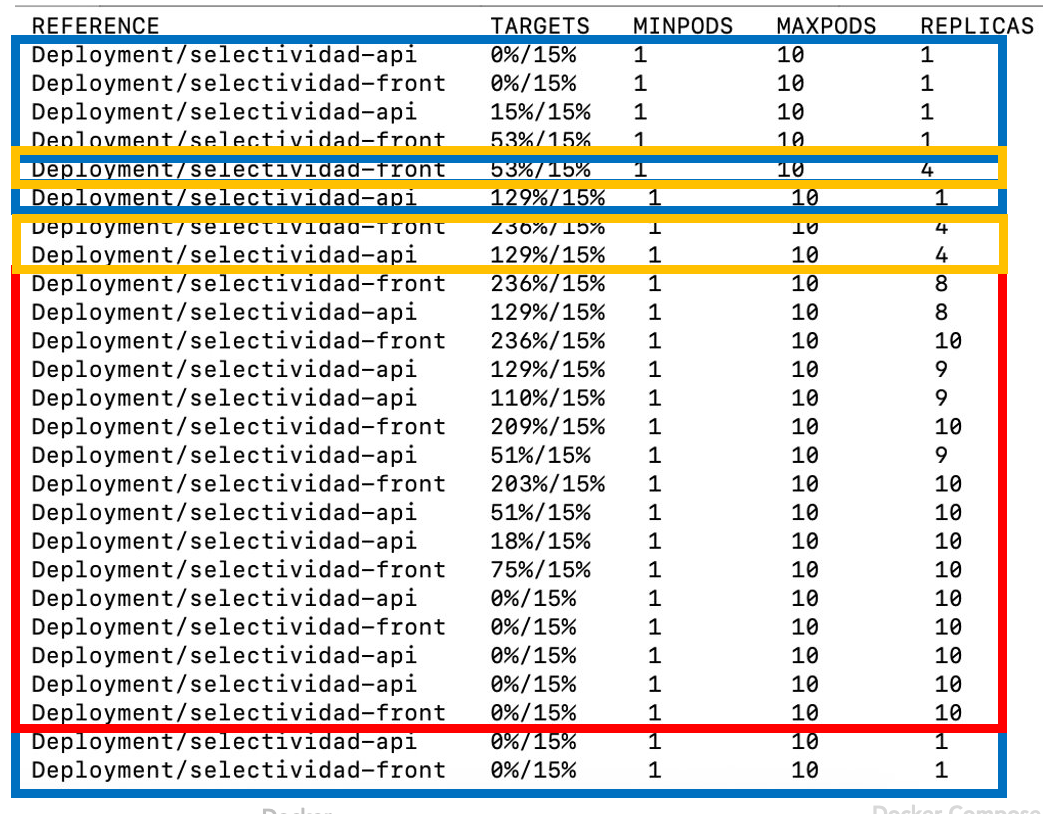 REFERENCE TARGETS MINPODS MAXPODS REPLICAS
Deployment/selectividad-api 0%/15% 1 10 1
Deployment/selectividad-front 0%/15% 1 10 1
Deployment/selectividad-api 15%/15% 1 10 1
Deployment/selectividad-front 53%/15% 1 10 1
Deployment/selectividad-front 53%/15% 1 10 4
Deployment/selectividad-api 129%/15% 1 10 1
Deployment/selectividad-front 236%/15% 1 10 4
Deployment/selectividad-api 129%/15% 1 10 4
Deployment/selectividad-front 236%/15% 1 10 8
Deployment/selectividad-api 129%/15% 1 10 8
Deployment/selectividad-front 236%/15% 1 10 10
Deployment/selectividad-api 129%/15% 1 10 9
Deployment/selectividad-api 110%/15% 1 10 9
Deployment/selectividad-front 209%/15% 1 10 10
Deployment/selectividad-api 51%/15% 1 10 9
Deployment/selectividad-front 203%/15% 1 10 10
Deployment/selectividad-api 51%/15% 1 10 10
Deployment/selectividad-api 18%/15% 1 10 10
Deployment/selectividad-front 75%/15% 1 10 10
Deployment/selectividad-api 0%/15% 1 10 10
Deployment/selectividad-front 0%/15% 1 10 10
Deployment/selectividad-api 0%/15% 1 10 10
Deployment/selectividad-api 0%/15% 1 10 10
Deployment/selectividad-front 0%/15% 1 10 10
Deployment/selectividad-api 0%/15% 1 10 1
Deployment/selectividad-front 0%/15% 1 10 1
Docker Docker Compose